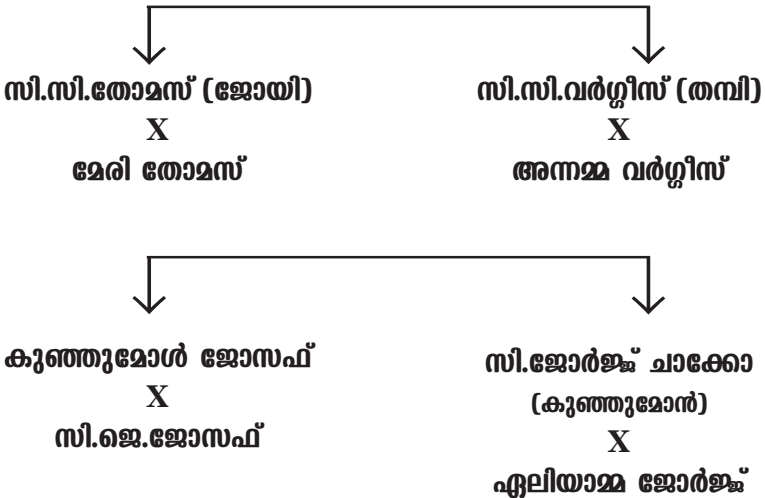 സി.സി.തോമസ് (ജോയി)
X
മേരി തോമസ്
സി.സി.വർഗ്ഗീസ് (തമ്പി)
X
അന്നമ്മ വർഗ്ഗീസ്
കുഞ്ഞുമോൾ ജോസഫ്
X
സി.ജെ.ജോസഫ്
സി.ജോർജ്ജ് ചാക്കോ
(കുഞ്ഞുമോൻ)
X
ഏലിയാമ്മ ജോർജ്ജ്